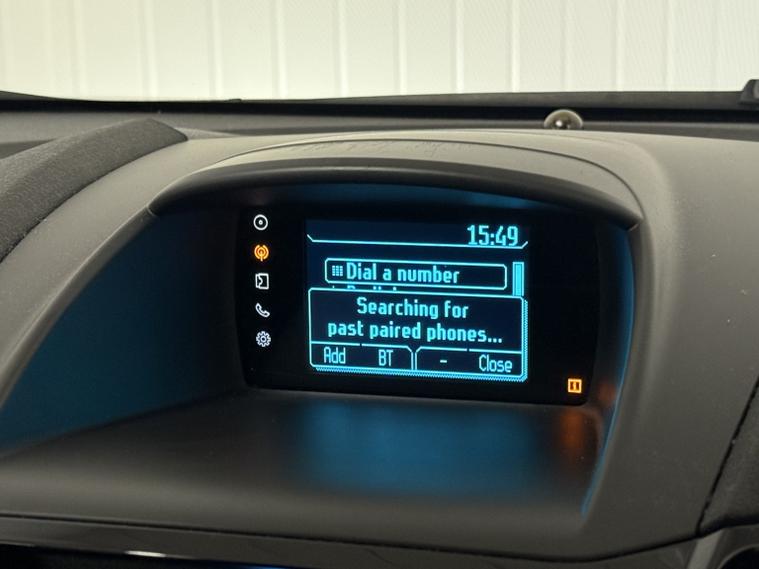 15:49
Dial a number
Searching for
past paired phones...
Add BT - Close